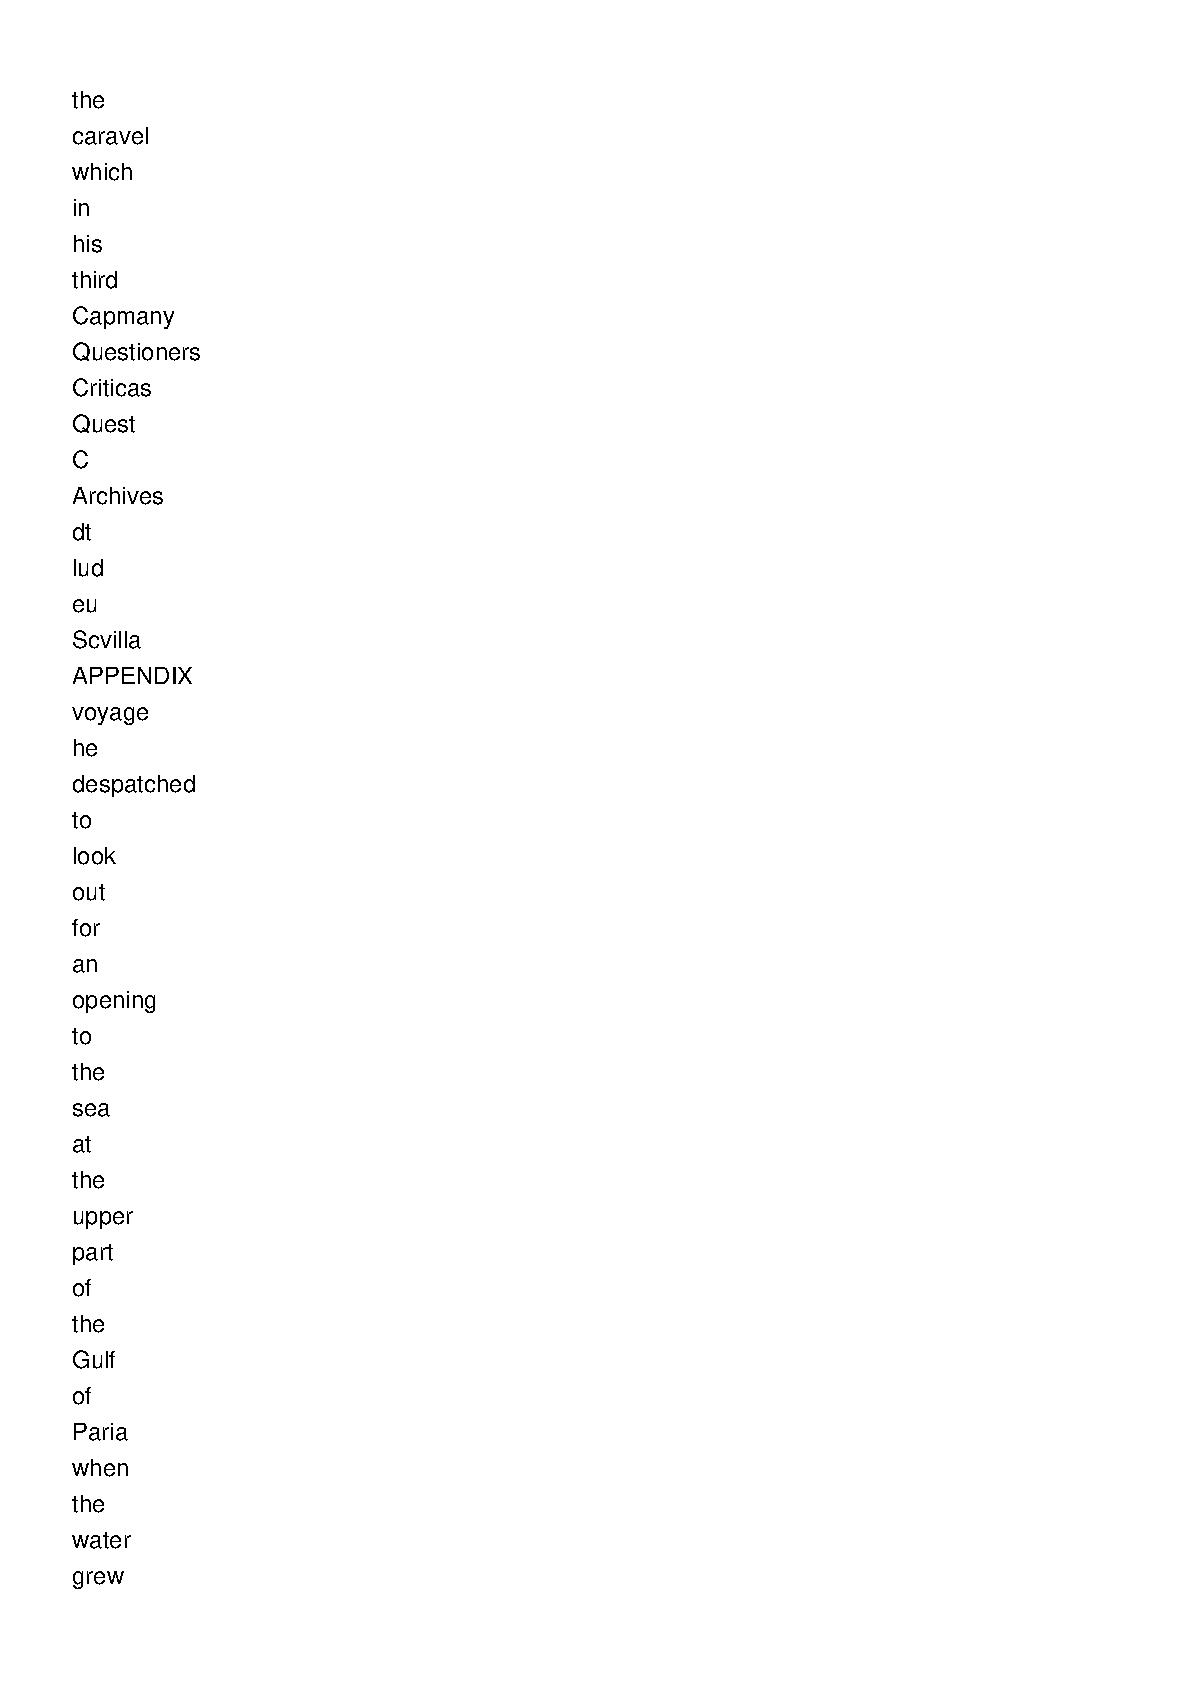 the
caravel
which
in
his
third
Capmany
Questioners
Criticas
Quest
C
Archives
dt
lud
eu
Scvilla
APPENDIX
voyage
he
despatched
to
look
out
for
an
opening
to
the
sea
at
the
upper
part
of
the
Gulf
of
Paria
when
the
water
grew